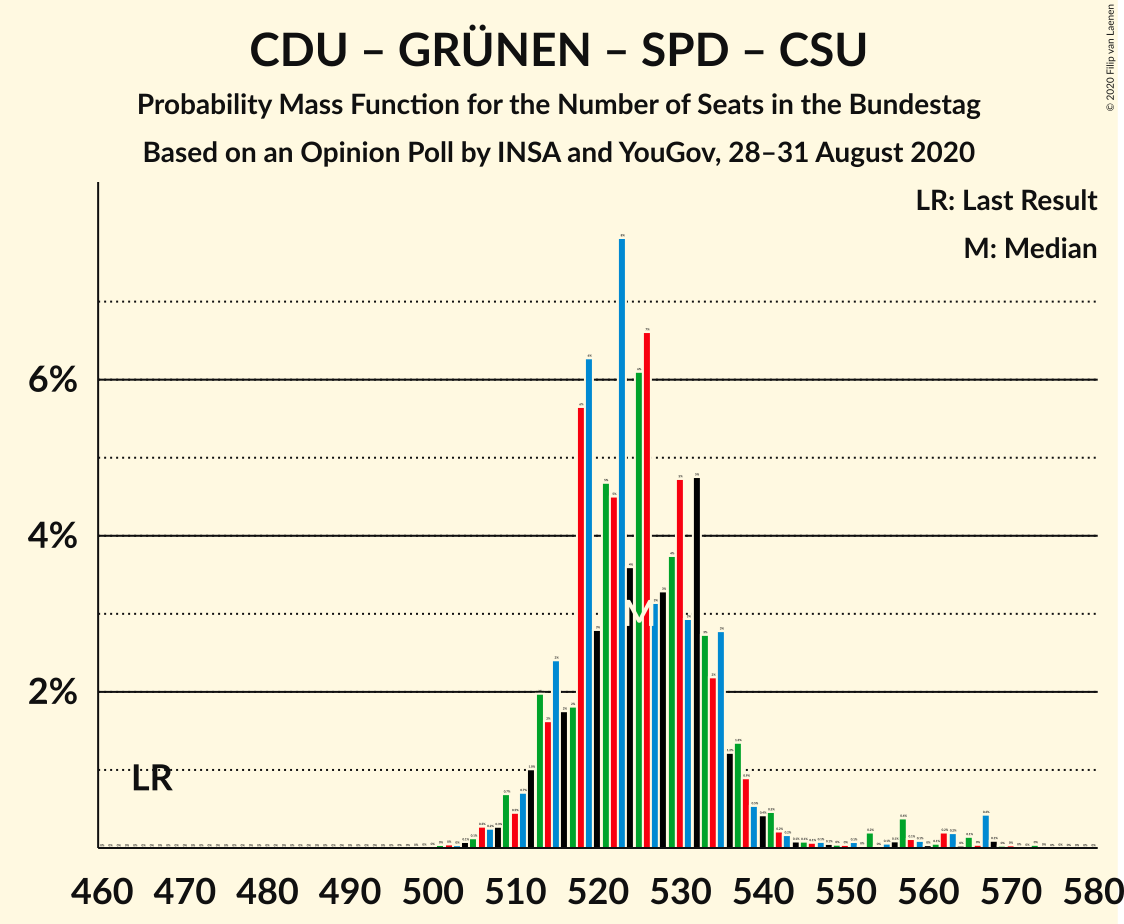 CDU – GRÜNEN – SPD – CSU
Probability Mass Function for the Number of Seats in the Bundestag
Based on an Opinion Poll by INSA and YouGov, 28–31 August 2020
© 2020 Filip van Laenen
LR: Last Result
M: Median
6%
4%
2%
LR
M
460 470 480 490 500 510 520 530 540 550 560 570 580